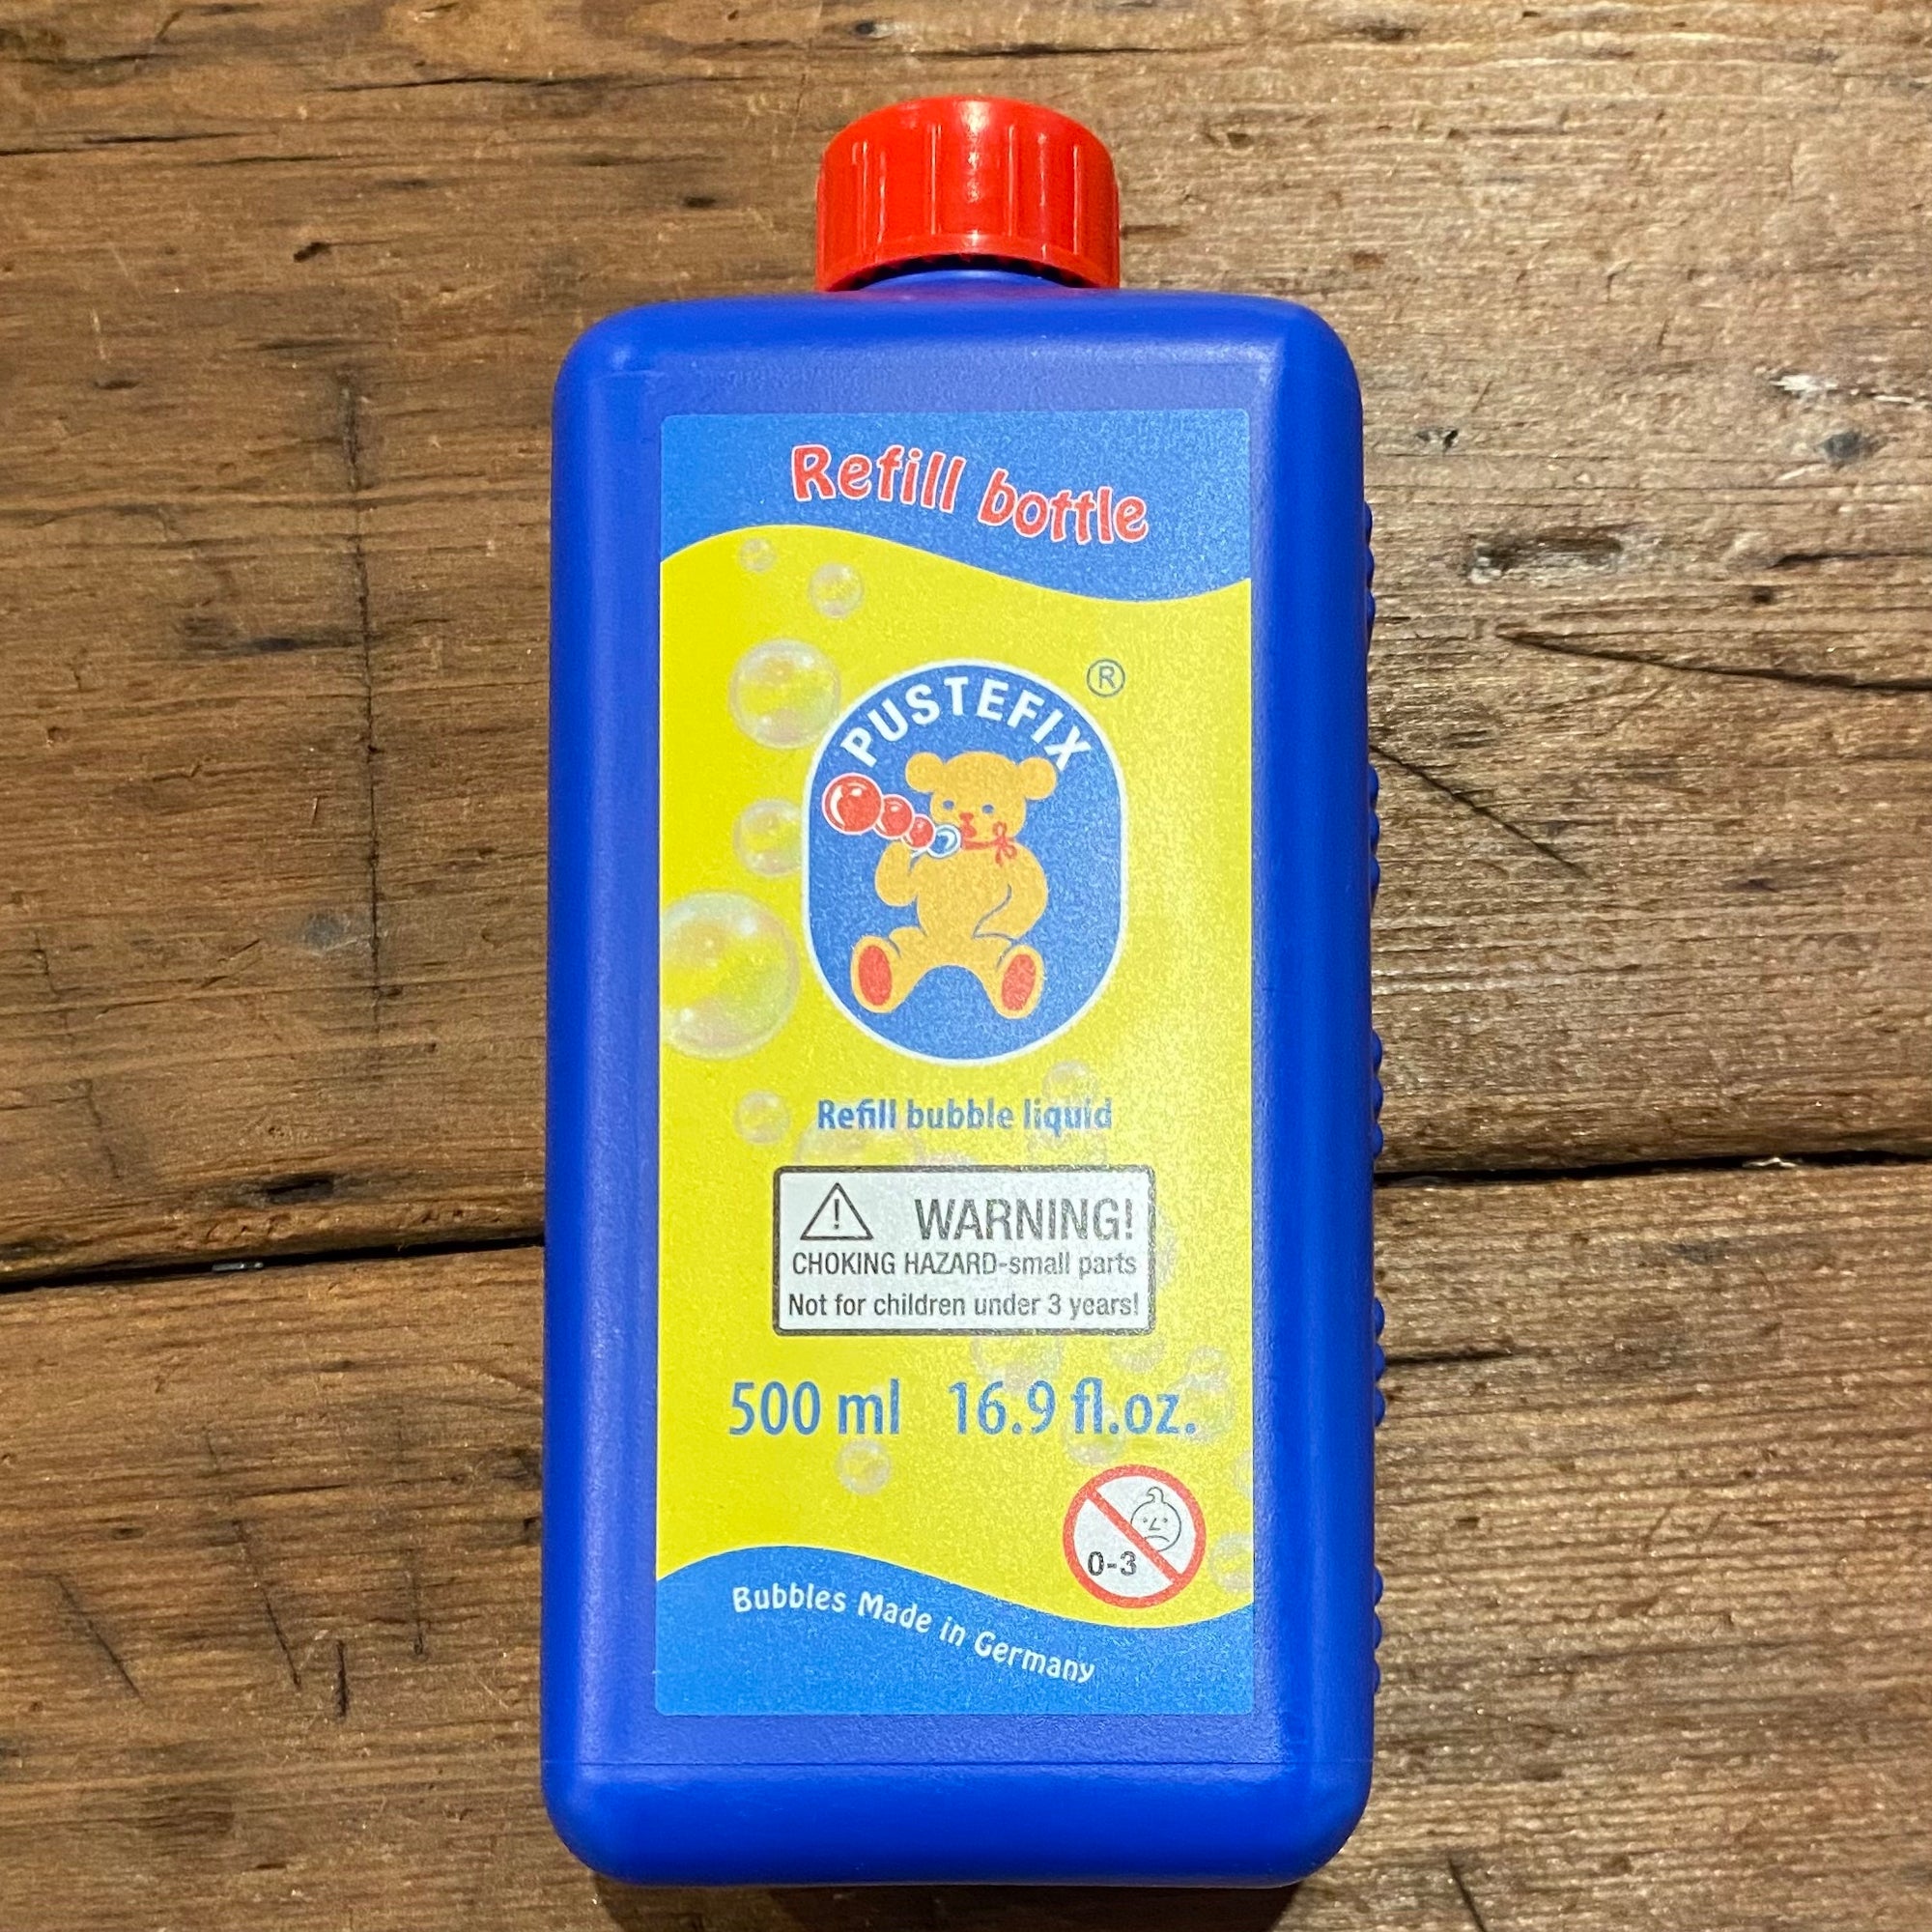 Refill bottle
PUSTEFIX
®
Refill bubble liquid
WARNING!
CHOKING HAZARD-small parts
Not for children under 3 years!
500 ml 16.9 fl.oz.
0-3
Bubbles Made in Germany